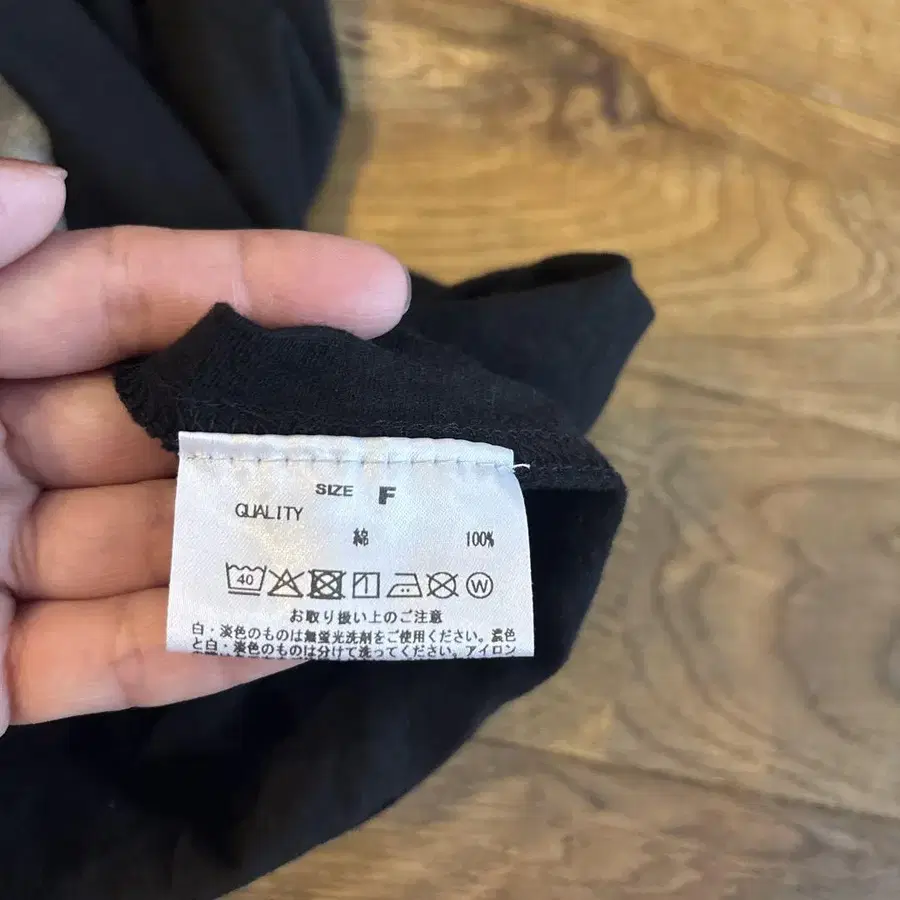 SIZE F
QUALITY
綿 100%
40 W
お取り扱い上のご注意
白・淡色のものは無蛍光洗剤をご使用ください。濃色
と白・淡色のものは分けて洗ってください。アイロン